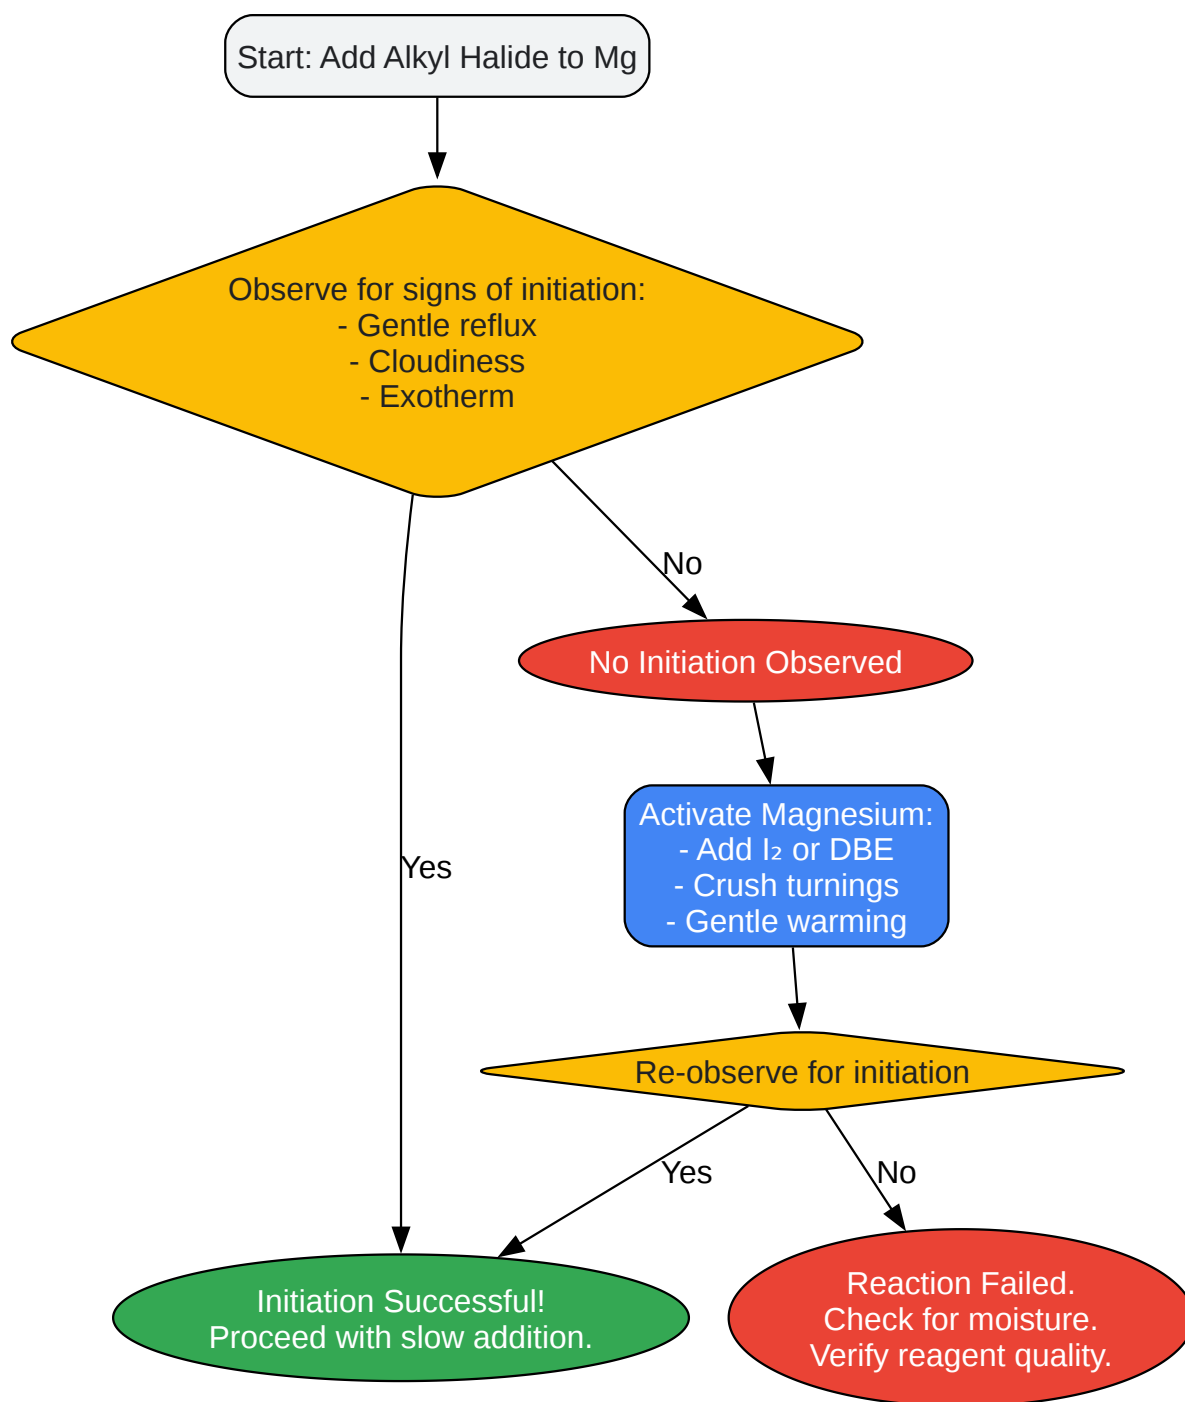 Start: Add Alkyl Halide to Mg
Observe for signs of initiation:
- Gentle reflux
- Cloudiness
- Exotherm
No
No Initiation Observed
Activate Magnesium:
- Add I₂ or DBE
- Crush turnings
- Gentle warming
Yes
Re-observe for initiation
Yes
No
Initiation Successful!
Proceed with slow addition.
Reaction Failed.
Check for moisture.
Verify reagent quality.